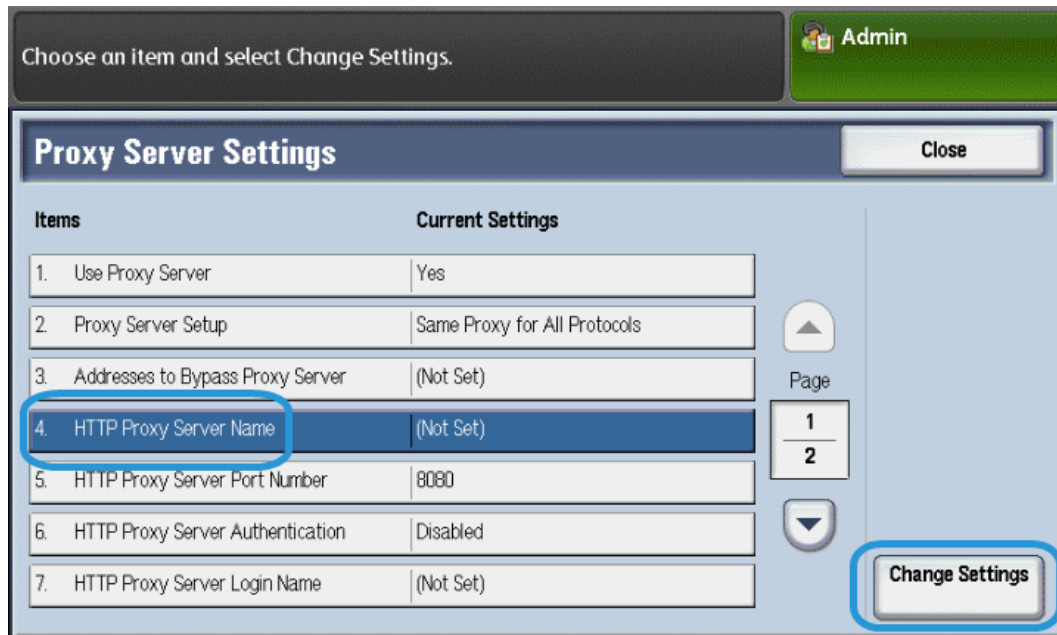 Choose an item and select Change Settings.
Admin
Proxy Server Settings
Close
Items Current Settings
1. Use Proxy Server Yes
2. Proxy Server Setup Same Proxy for All Protocols
3. Addresses to Bypass Proxy Server (Not Set)
4. HTTP Proxy Server Name (Not Set)
5. HTTP Proxy Server Port Number 8080
6. HTTP Proxy Server Authentication Disabled
7. HTTP Proxy Server Login Name (Not Set)
Page
1
2
Change Settings